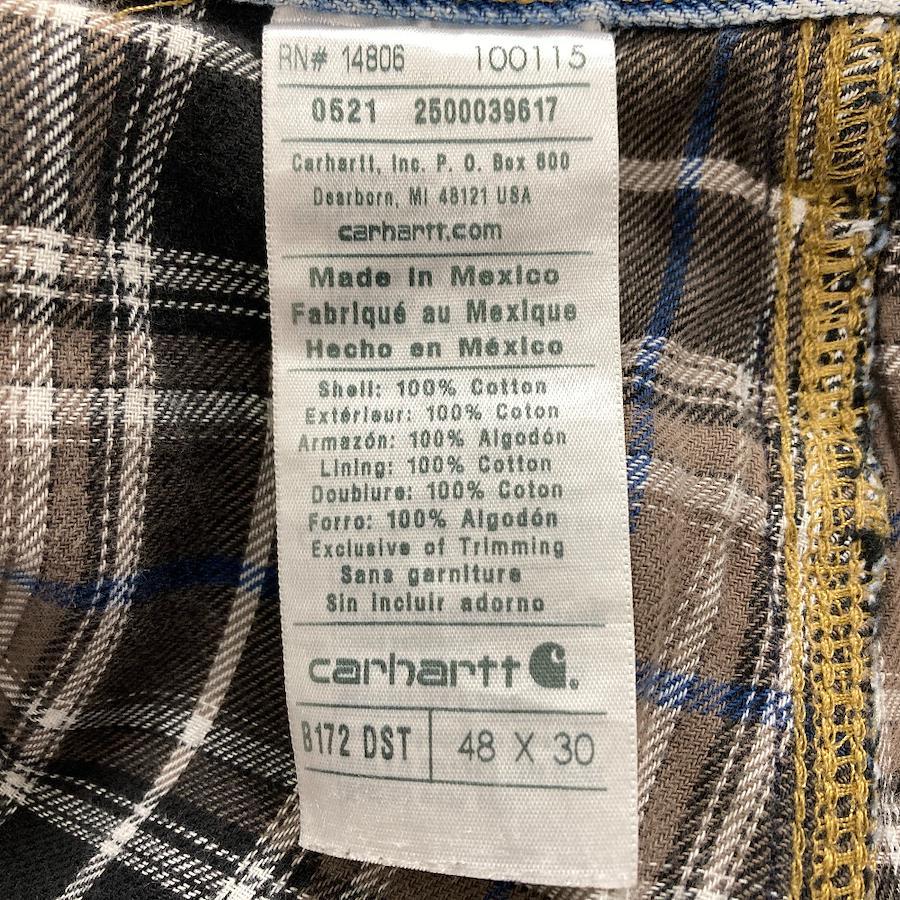 RN# 14806 100115
0521 2500039617
Carhartt, Inc. P. O. Box 600
Dearborn, MI 48121 USA
carhartt.com
Made in Mexico
Fabriqué au Mexique
Hecho en México
Shell: 100% Cotton
Extérieur: 100% Coton
Armazón: 100% Algodón
Lining: 100% Cotton
Doublure: 100% Coton
Forro: 100% Algodón
Exclusive of Trimming
Sans garniture
Sin incluir adorno
carhartt
B172 DST 48 X 30